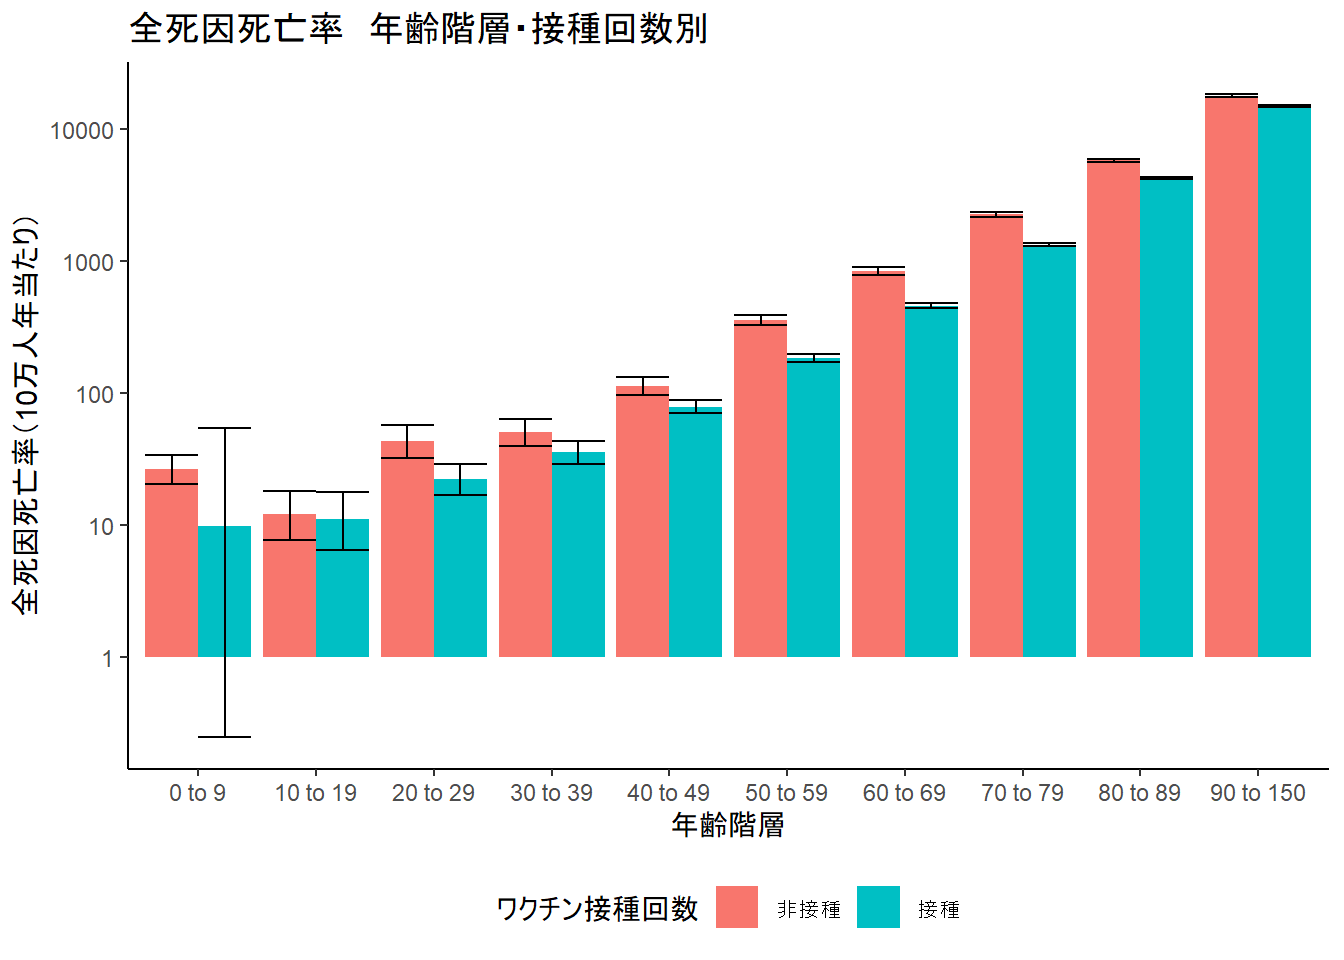 全死因死亡率　年齢階層・接種回数別
全死因死亡率（10万人年当たり）
10000
1000
100
10
1
0 to 9 10 to 19 20 to 29 30 to 39 40 to 49 50 to 59 60 to 69 70 to 79 80 to 89 90 to 150
年齢階層
ワクチン接種回数 非接種 接種